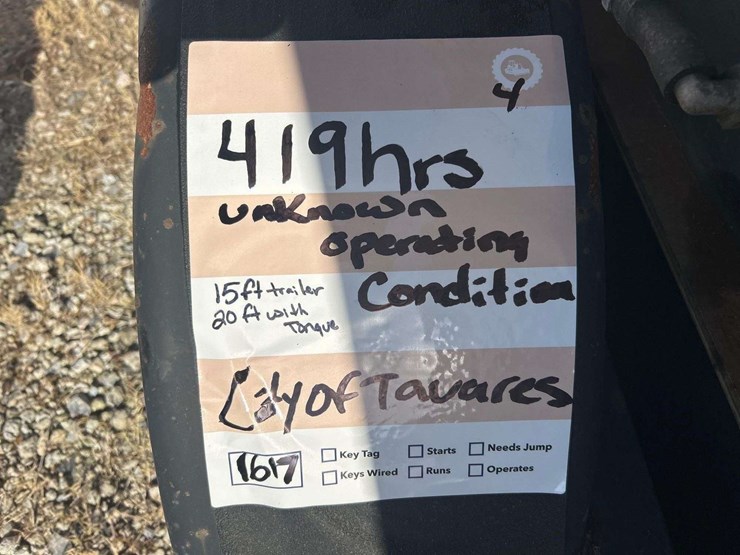 4
419hrs
unknown
operating
Condition
15ft trailer
20 ft with
Tongue
City of Tavares
1617
Key Tag
Starts
Needs Jump
Keys Wired
Runs
Operates